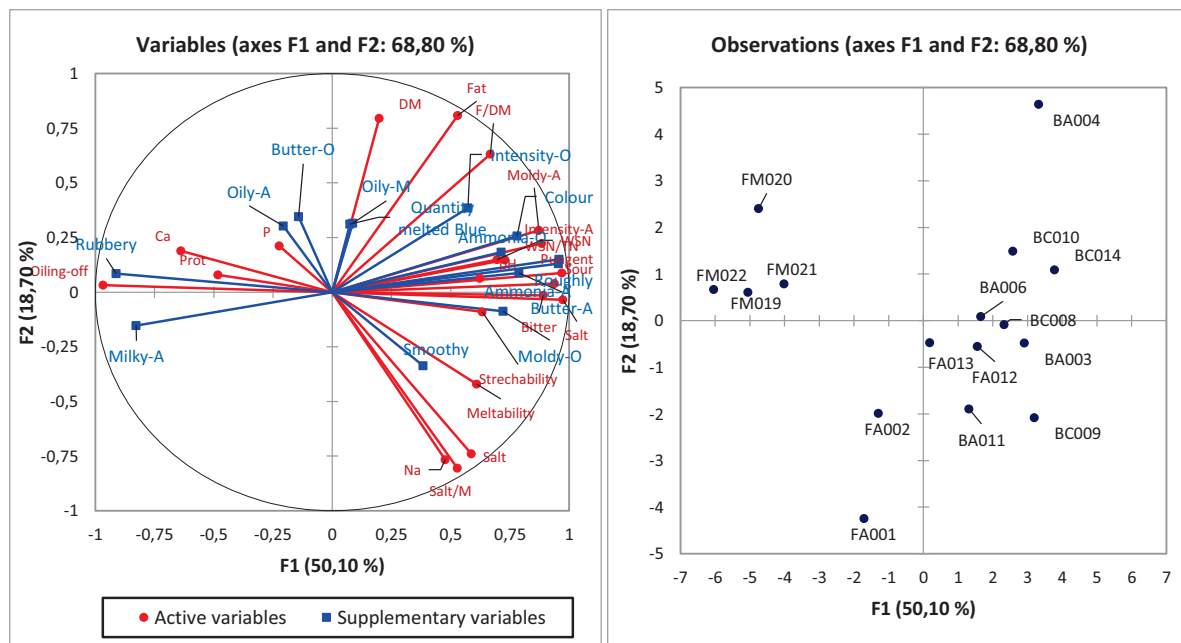 Variables (axes F1 and F2: 68,80 %)
F2 (18,70 %)
1
0,75
0,5
0,25
0
-0,25
-0,5
-0,75
-1
DM
Fat
F/DM
Butter-O
Intensity-O
Moldy-A
Oily-A
Oily-M
Colour
Quantity
Intensity-A
melted Blue
Ammonia-O
WSN
WSN/TN
Ca
P
Rubbery
Pungent
Prot
pH
Sour
Oiling-off
Roughly
Ammonia-A
Butter-A
Bitter
Salt
Milky-A
Smoothy
Moldy-O
Strechability
Meltability
Na
Salt
Salt/M
-1
-0,75
-0,5
-0,25
0
0,25
0,5
0,75
1
F1 (50,10 %)
Active variables
Supplementary variables
Observations (axes F1 and F2: 68,80 %)
F2 (18,70 %)
5
4
3
2
1
0
-1
-2
-3
-4
-5
BA004
FM020
BC010
BC014
FM022
FM021
FM019
BA006
BC008
FA013
FA012
BA003
FA002
BA011
BC009
FA001
-7 -6 -5 -4 -3 -2 -1 0 1 2 3 4 5 6 7
F1 (50,10 %)